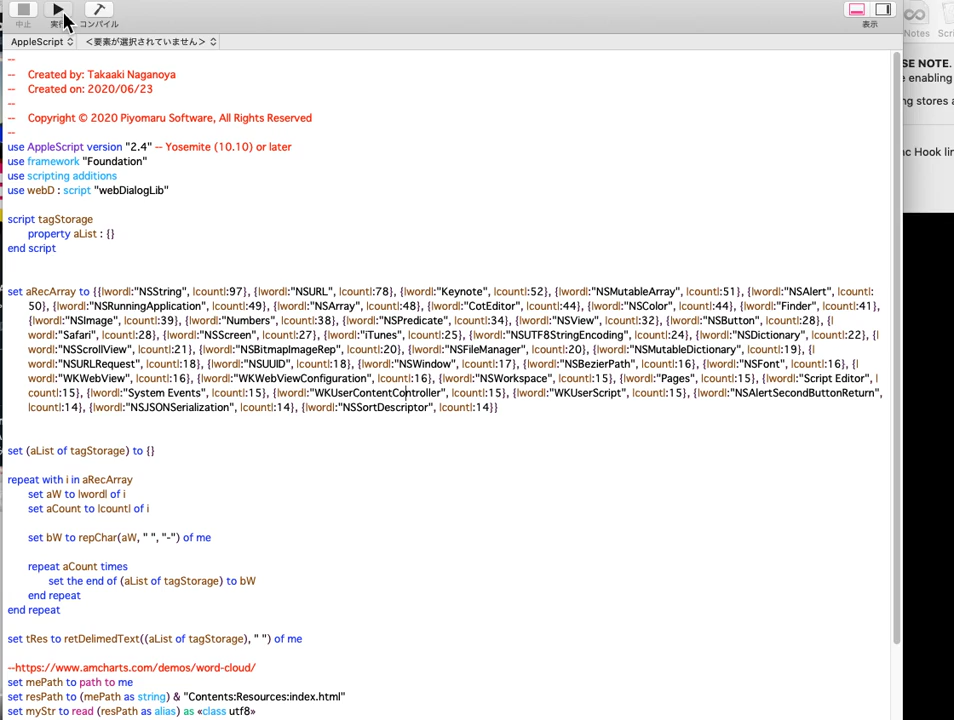 中止
実行
コンパイル
表示
Notes
AppleScript
<要素が選択されていません>
SE NOTE.
e enabling
ng stores a
nc Hook lin
--
--    Created by: Takaaki Naganoya
--    Created on: 2020/06/23
--
--    Copyright © 2020 Piyomaru Software, All Rights Reserved
--
use AppleScript version "2.4" -- Yosemite (10.10) or later
use framework "Foundation"
use scripting additions
use webD : script "webDialogLib"
script tagStorage
property aList : {}
end script
set aRecArray to {{|word|:"NSString", |count|:97}, {|word|:"NSURL", |count|:78}, {|word|:"Keynote", |count|:52}, {|word|:"NSMutableArray", |count|:51}, {|word|:"NSAlert", |count|:
50}, {|word|:"NSRunningApplication", |count|:49}, {|word|:"NSArray", |count|:48}, {|word|:"CotEditor", |count|:44}, {|word|:"NSColor", |count|:44}, {|word|:"Finder", |count|:41},
{|word|:"NSImage", |count|:39}, {|word|:"Numbers", |count|:38}, {|word|:"NSPredicate", |count|:34}, {|word|:"NSView", |count|:32}, {|word|:"NSButton", |count|:28}, {|
word|:"Safari", |count|:28}, {|word|:"NSScreen", |count|:27}, {|word|:"iTunes", |count|:25}, {|word|:"NSUTF8StringEncoding", |count|:24}, {|word|:"NSDictionary", |count|:22}, {|
word|:"NSScrollView", |count|:21}, {|word|:"NSBitmapImageRep", |count|:20}, {|word|:"NSFileManager", |count|:20}, {|word|:"NSMutableDictionary", |count|:19}, {|
word|:"NSURLRequest", |count|:18}, {|word|:"NSUUID", |count|:18}, {|word|:"NSWindow", |count|:17}, {|word|:"NSBezierPath", |count|:16}, {|word|:"NSFont", |count|:16}, {|
word|:"WKWebView", |count|:16}, {|word|:"WKWebViewConfiguration", |count|:16}, {|word|:"NSWorkspace", |count|:15}, {|word|:"Pages", |count|:15}, {|word|:"Script Editor", |
count|:15}, {|word|:"System Events", |count|:15}, {|word|:"WKUserContentController", |count|:15}, {|word|:"WKUserScript", |count|:15}, {|word|:"NSAlertSecondButtonReturn",
|count|:14}, {|word|:"NSJSONSerialization", |count|:14}, {|word|:"NSSortDescriptor", |count|:14}}
set (aList of tagStorage) to {}
repeat with i in aRecArray
set aW to |word| of i
set aCount to |count| of i
set bW to repChar(aW, " ", "-") of me
repeat aCount times
set the end of (aList of tagStorage) to bW
end repeat
end repeat
set tRes to retDelimedText((aList of tagStorage), " ") of me
--https://www.amcharts.com/demos/word-cloud/
set mePath to path to me
set resPath to (mePath as string) & "Contents:Resources:index.html"
set myStr to read (resPath as alias) as «class utf8»